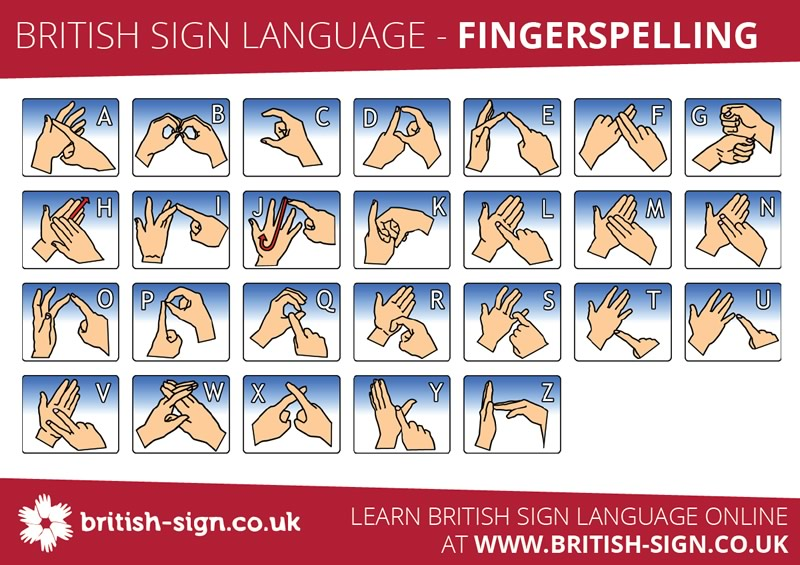 BRITISH SIGN LANGUAGE - FINGERSPELLING
A B C D E F G
H I J K L M N
O P Q R S T U
V W X Y Z
british-sign.co.uk
LEARN BRITISH SIGN LANGUAGE ONLINE
AT WWW.BRITISH-SIGN.CO.UK